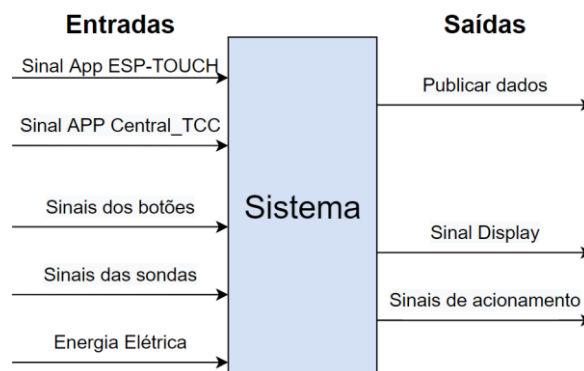 Entradas
Saídas
Sinal App ESP-TOUCH
Publicar dados
Sinal APP Central_TCC
Sinais dos botões
Sistema
Sinal Display
Sinais das sondas
Sinais de acionamento
Energia Elétrica